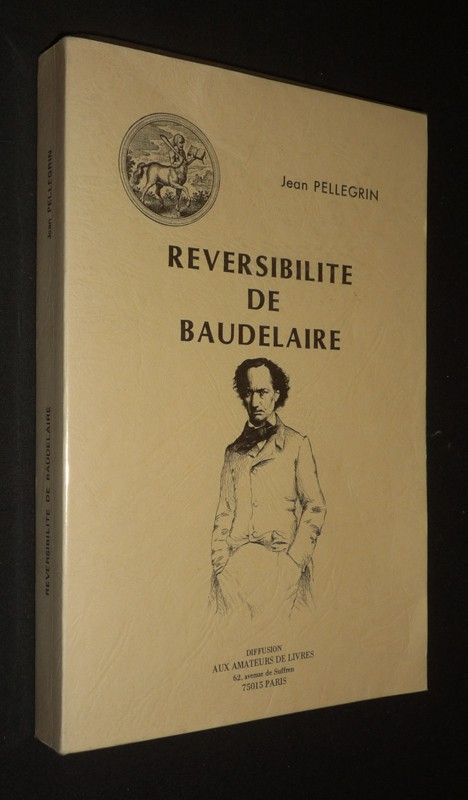 Jean PELLEGRIN
REVERSIBILITE
DE
BAUDELAIRE
DIFFUSION
AUX AMATEURS DE LIVRES
62, avenue de Suffren
75015 PARIS
Jean PELLEGRIN
REVERSIBILITE DE BAUDELAIRE